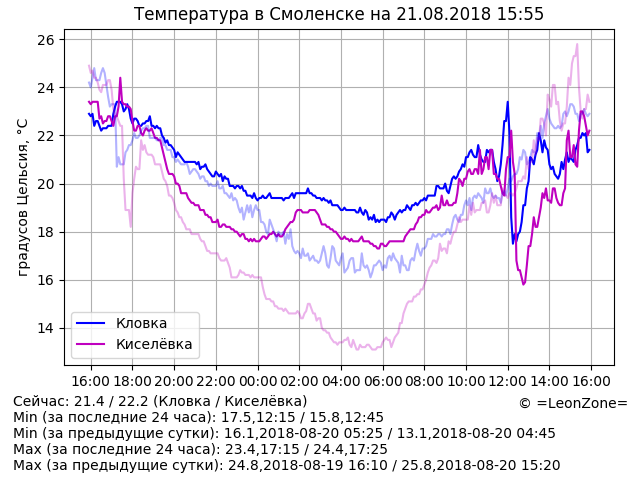 Температура в Смоленске на 21.08.2018 15:55
градусов Цельсия, °С
26
24
22
20
18
16
14
Кловка
Киселёвка
16:00 18:00 20:00 22:00 00:00 02:00 04:00 06:00 08:00 10:00 12:00 14:00 16:00
Сейчас: 21.4 / 22.2 (Кловка / Киселёвка)
© =LeonZone=
Min (за последние 24 часа): 17.5,12:15 / 15.8,12:45
Min (за предыдущие сутки): 16.1,2018-08-20 05:25 / 13.1,2018-08-20 04:45
Max (за последние 24 часа): 23.4,17:15 / 24.4,17:25
Max (за предыдущие сутки): 24.8,2018-08-19 16:10 / 25.8,2018-08-20 15:20